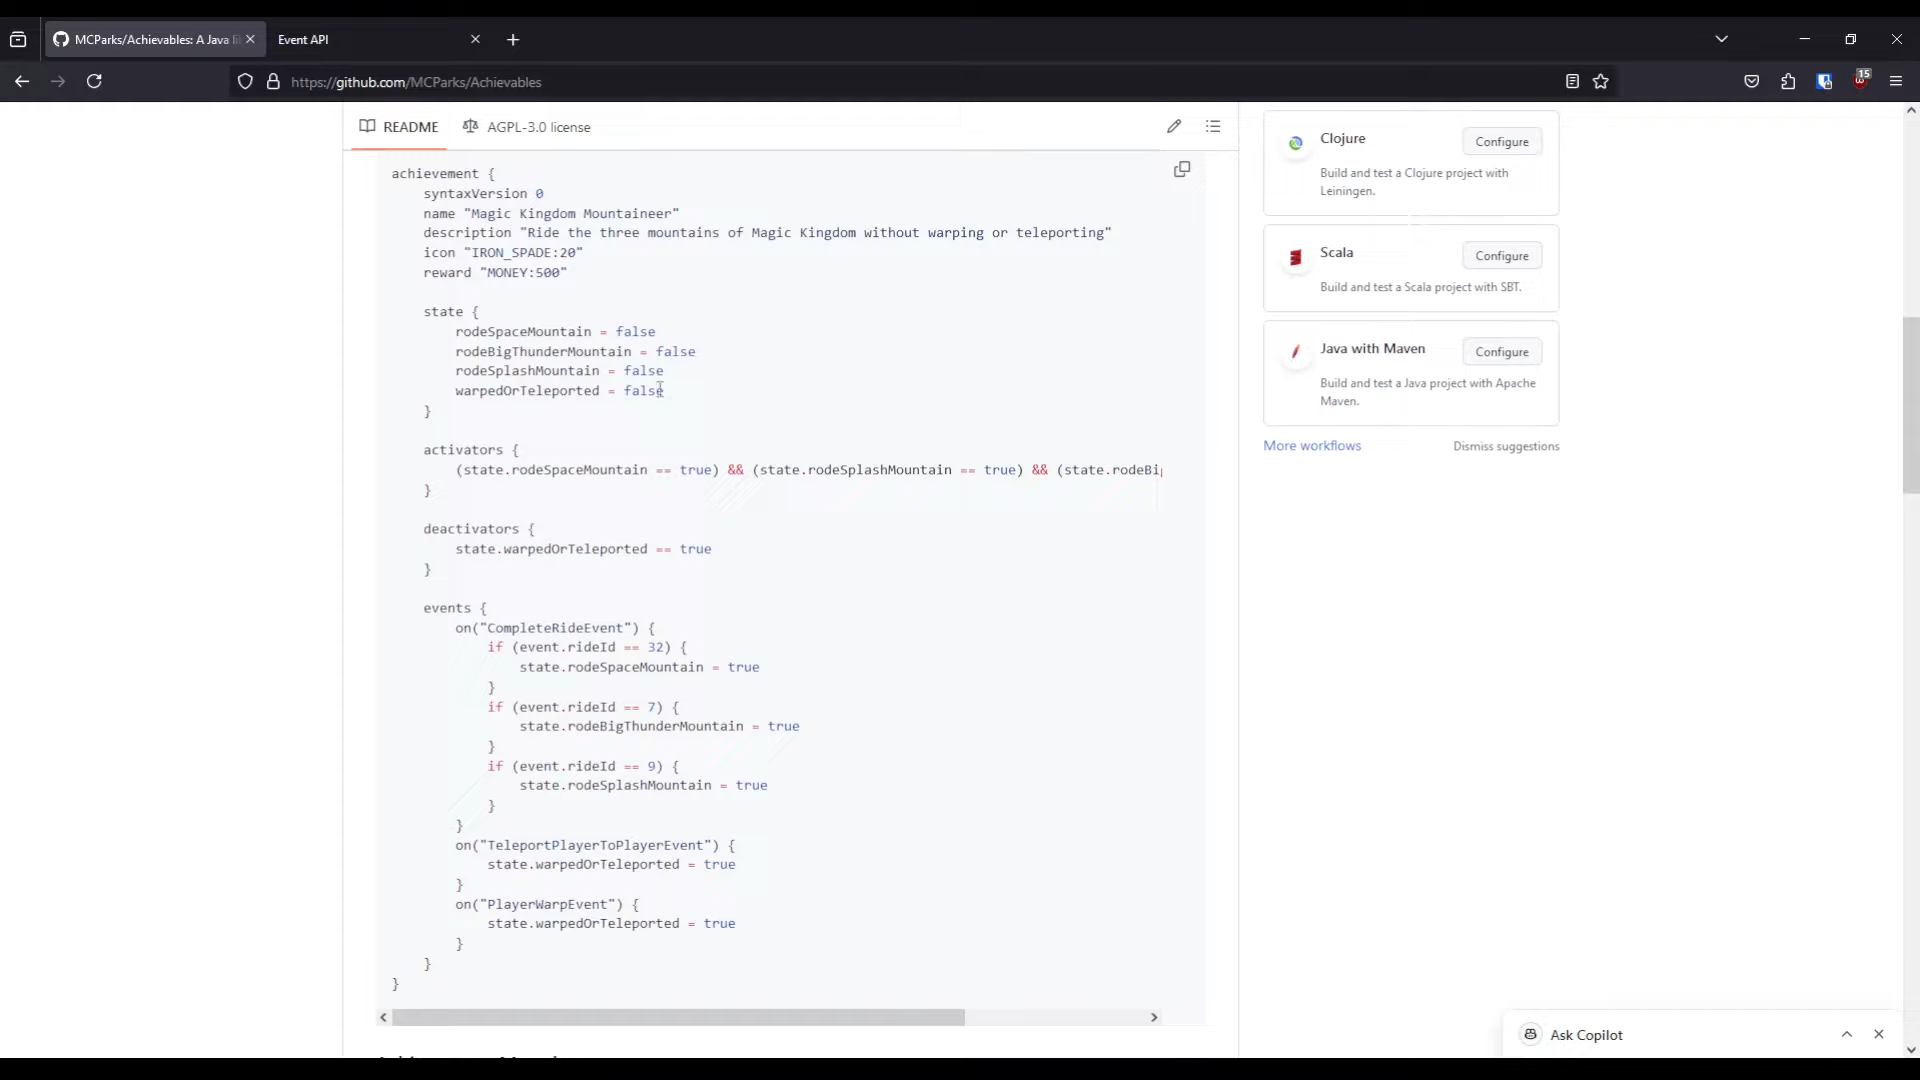 MCParks/Achievables: A Java li
Event API
https://github.com/MCParks/Achievables
15
README
AGPL-3.0 license
achievement {
syntaxVersion 0
name "Magic Kingdom Mountaineer"
description "Ride the three mountains of Magic Kingdom without warping or teleporting"
icon "IRON_SPADE:20"
reward "MONEY:500"
state {
rodeSpaceMountain = false
rodeBigThunderMountain = false
rodeSplashMountain = false
warpedOrTeleported = false
}
activators {
(state.rodeSpaceMountain == true) && (state.rodeSplashMountain == true) && (state.rodeBi
}
deactivators {
state.warpedOrTeleported == true
}
events {
on("CompleteRideEvent") {
if (event.rideId == 32) {
state.rodeSpaceMountain = true
}
if (event.rideId == 7) {
state.rodeBigThunderMountain = true
}
if (event.rideId == 9) {
state.rodeSplashMountain = true
}
}
on("TeleportPlayerToPlayerEvent") {
state.warpedOrTeleported = true
}
on("PlayerWarpEvent") {
state.warpedOrTeleported = true
}
}
}
Clojure
Configure
Build and test a Clojure project with
Leiningen.
Scala
Configure
Build and test a Scala project with SBT.
Java with Maven
Configure
Build and test a Java project with Apache
Maven.
More workflows
Dismiss suggestions
Ask Copilot